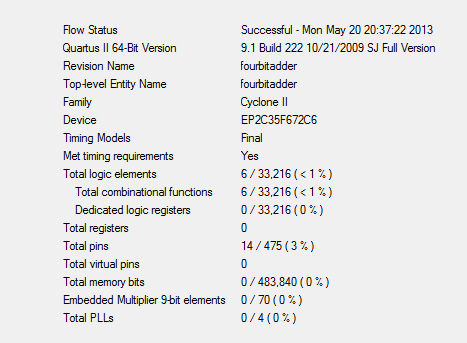 Flow Status Successful - Mon May 20 20:37:22 2013
Quartus II 64-Bit Version 9.1 Build 222 10/21/2009 SJ Full Version
Revision Name fourbitadder
Top-level Entity Name fourbitadder
Family Cyclone II
Device EP2C35F672C6
Timing Models Final
Met timing requirements Yes
Total logic elements 6 / 33,216 ( < 1 % )
Total combinational functions 6 / 33,216 ( < 1 % )
Dedicated logic registers 0 / 33,216 ( 0 % )
Total registers 0
Total pins 14 / 475 ( 3 % )
Total virtual pins 0
Total memory bits 0 / 483,840 ( 0 % )
Embedded Multiplier 9-bit elements 0 / 70 ( 0 % )
Total PLLs 0 / 4 ( 0 % )